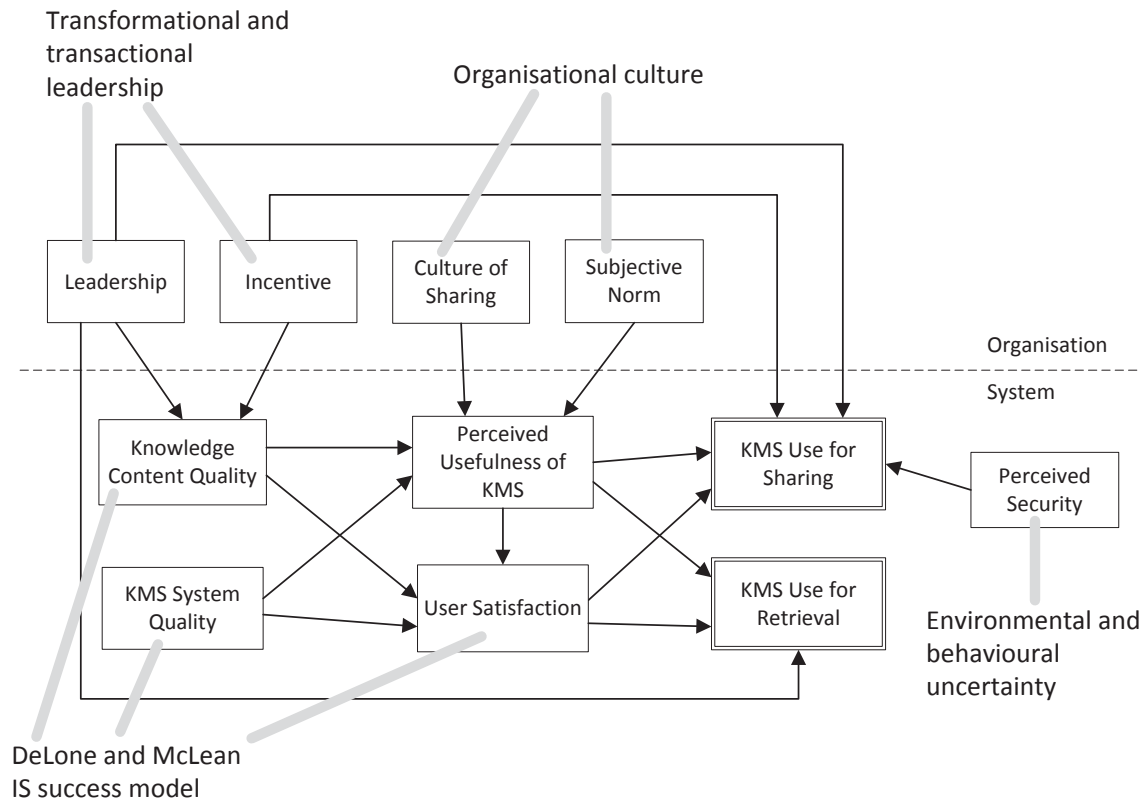 Transformational and
transactional
leadership
Organisational culture
Leadership
Incentive
Culture of
Sharing
Subjective
Norm
Organisation
System
Knowledge
Content Quality
Perceived
Usefulness of
KMS
KMS Use for
Sharing
Perceived
Security
KMS System
Quality
User Satisfaction
KMS Use for
Retrieval
Environmental and
behavioural
uncertainty
DeLone and McLean
IS success model